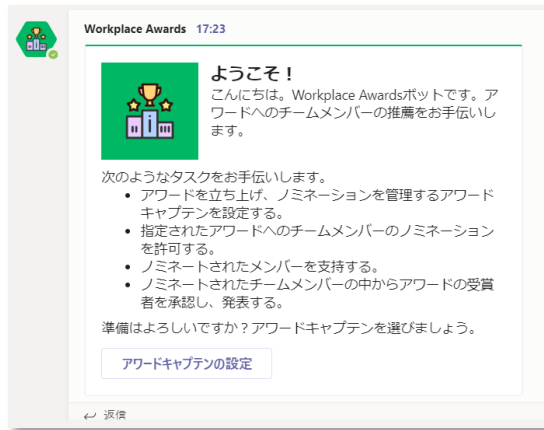 Workplace Awards 17:23
ようこそ！
こんにちは。Workplace Awardsボットです。ア
ワードへのチームメンバーの推薦をお手伝いし
ます。
次のようなタスクをお手伝いします。
• アワードを立ち上げ、ノミネーションを管理するアワード
キャプテンを設定する。
• 指定されたアワードへのチームメンバーのノミネーション
を許可する。
• ノミネートされたメンバーを支持する。
• ノミネートされたチームメンバーの中からアワードの受賞
者を承認し、発表する。
準備はよろしいですか？アワードキャプテンを選びましょう。
アワードキャプテンの設定
返信